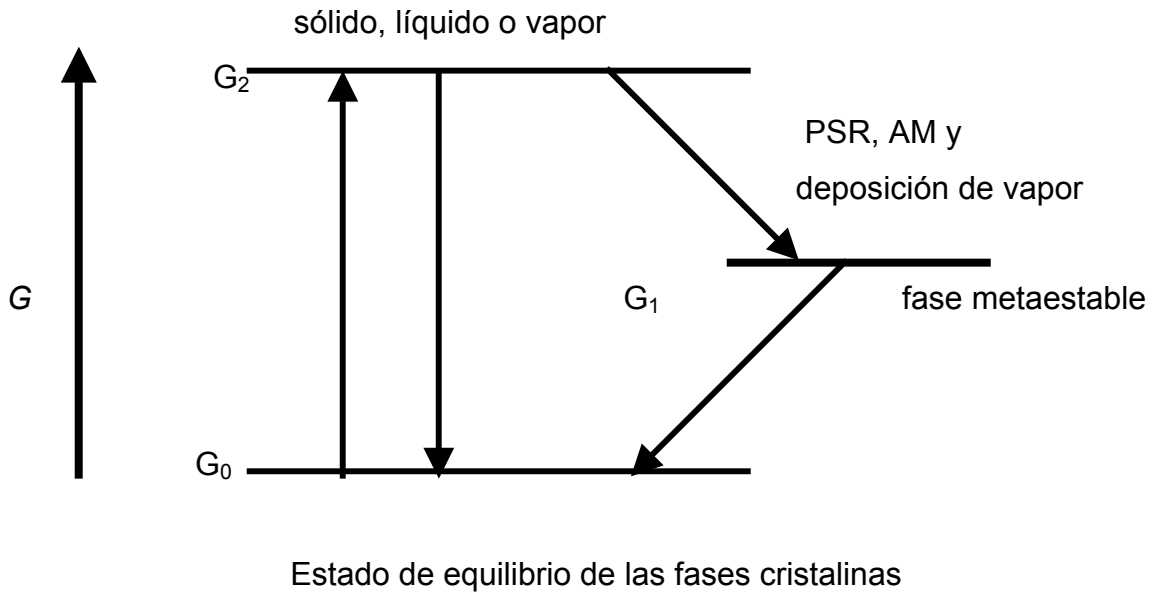 sólido, líquido o vapor
G₂
PSR, AM y
deposición de vapor
G
G₁
fase metaestable
G₀
Estado de equilibrio de las fases cristalinas